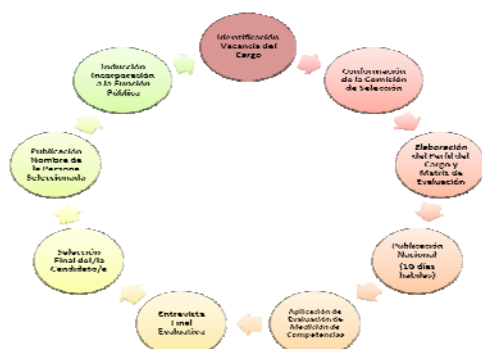 Identificación
Vacancia del
Cargo
Conformación
de la Comisión
de Selección
Elaboración
del Perfil del
Cargo y
Matriz de
Evaluación
Publicación
Nacional
(10 días
hábiles)
Aplicación de
Evaluación de
Medición de
Competencias
Entrevista
Final
Evaluativa
Selección
Final del/la
Candidato/a
Publicación
Nombre de
la Persona
Seleccionada
Inducción
Incorporación
a la Función
Pública